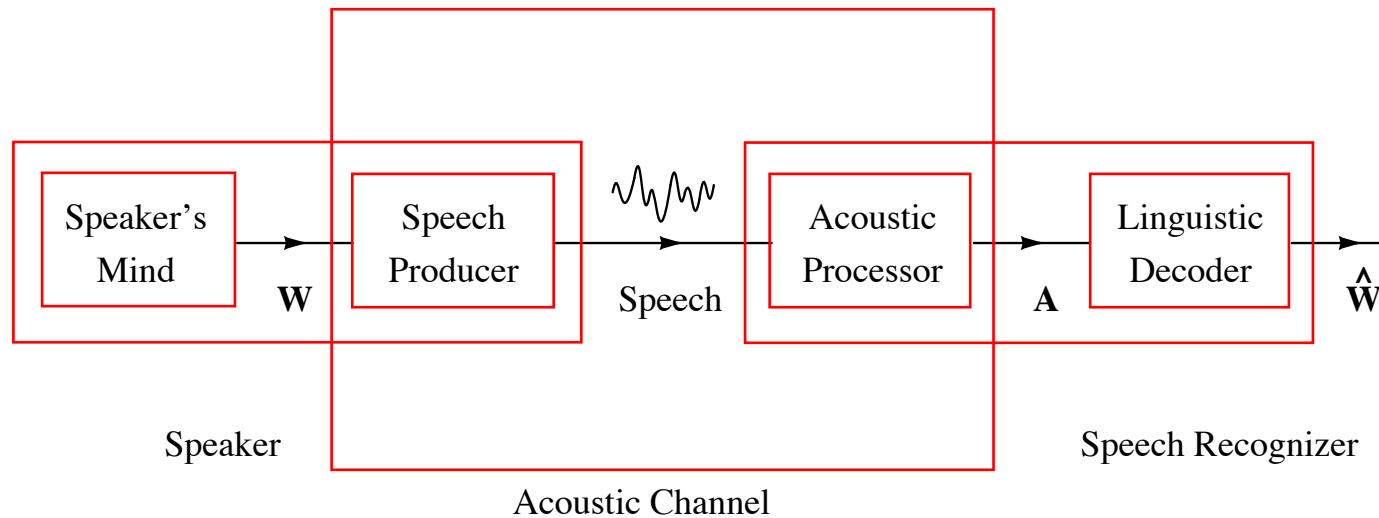 Speaker's
Mind
W
Speech
Producer
Speech
Acoustic
Processor
A
Linguistic
Decoder
Ŵ
Speaker
Acoustic Channel
Speech Recognizer